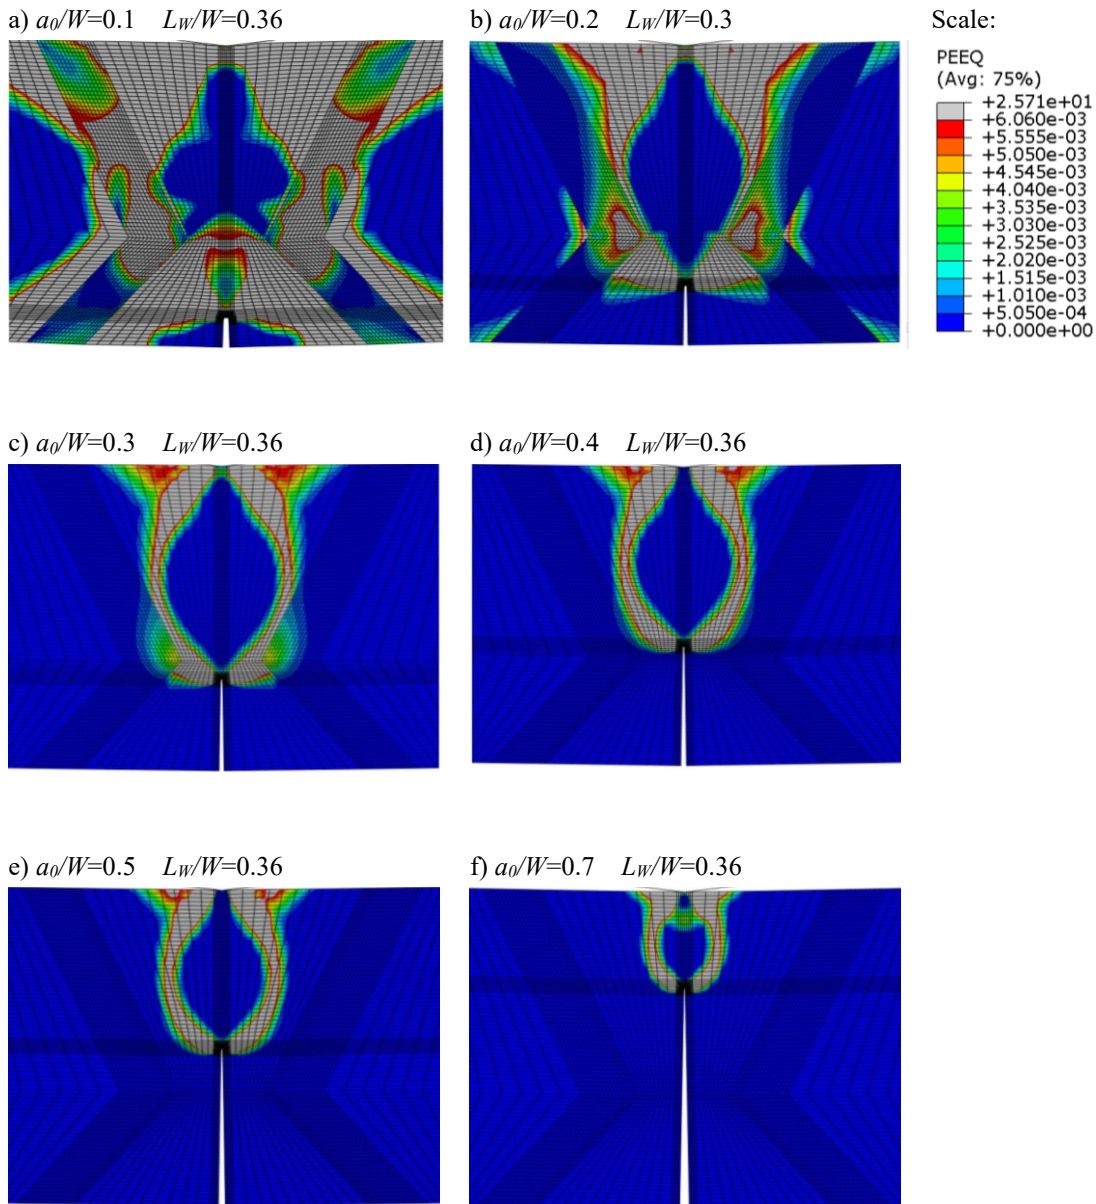 a) a0/W=0.1 LW/W=0.36
b) a0/W=0.2 LW/W=0.3
Scale:
PEEQ
(Avg: 75%)
+2.571e+01
+6.060e-03
+5.555e-03
+5.050e-03
+4.545e-03
+4.040e-03
+3.535e-03
+3.030e-03
+2.525e-03
+2.020e-03
+1.515e-03
+1.010e-03
+5.050e-04
+0.000e+00
c) a0/W=0.3 LW/W=0.36
d) a0/W=0.4 LW/W=0.36
e) a0/W=0.5 LW/W=0.36
f) a0/W=0.7 LW/W=0.36